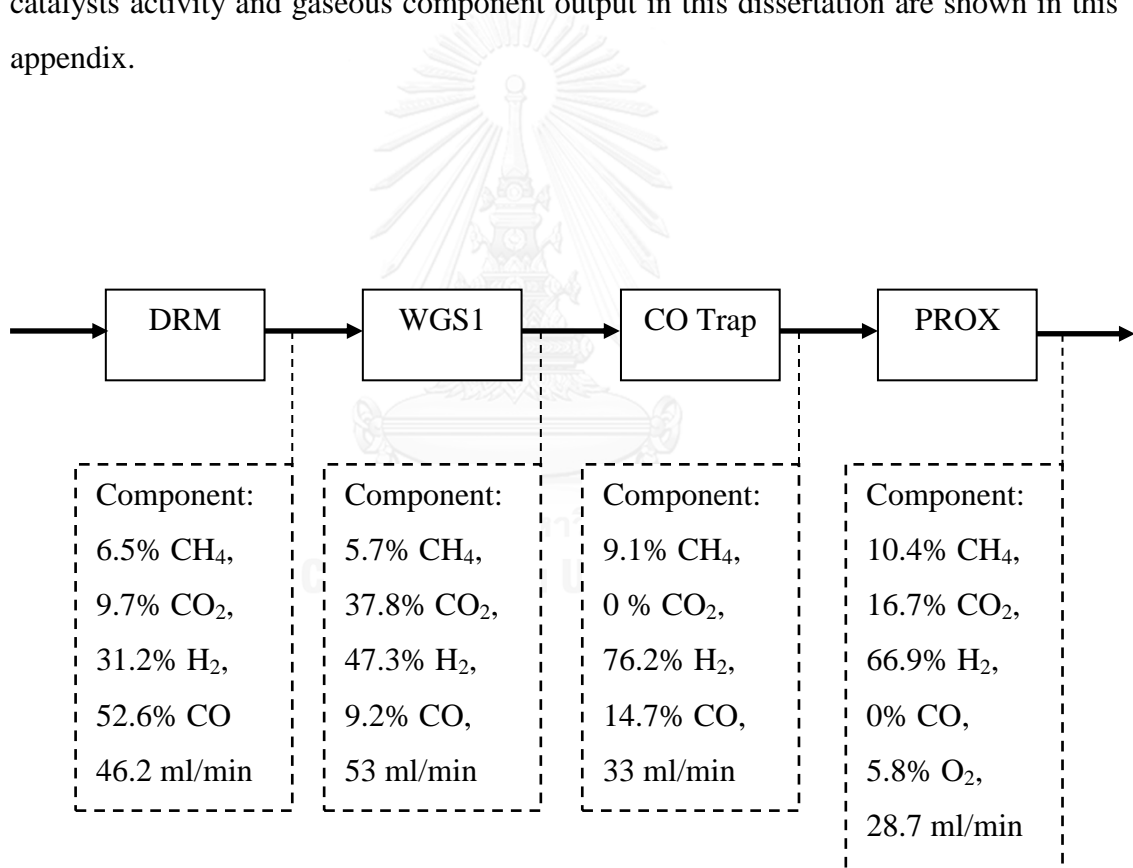 catalysts activity and gaseous component output in this dissertation are shown in this
appendix.
DRM
WGS1
CO Trap
PROX
Component:
6.5% CH₄,
9.7% CO₂,
31.2% H₂,
52.6% CO
46.2 ml/min
Component:
5.7% CH₄,
37.8% CO₂,
47.3% H₂,
9.2% CO,
53 ml/min
Component:
9.1% CH₄,
0 % CO₂,
76.2% H₂,
14.7% CO,
33 ml/min
Component:
10.4% CH₄,
16.7% CO₂,
66.9% H₂,
0% CO,
5.8% O₂,
28.7 ml/min